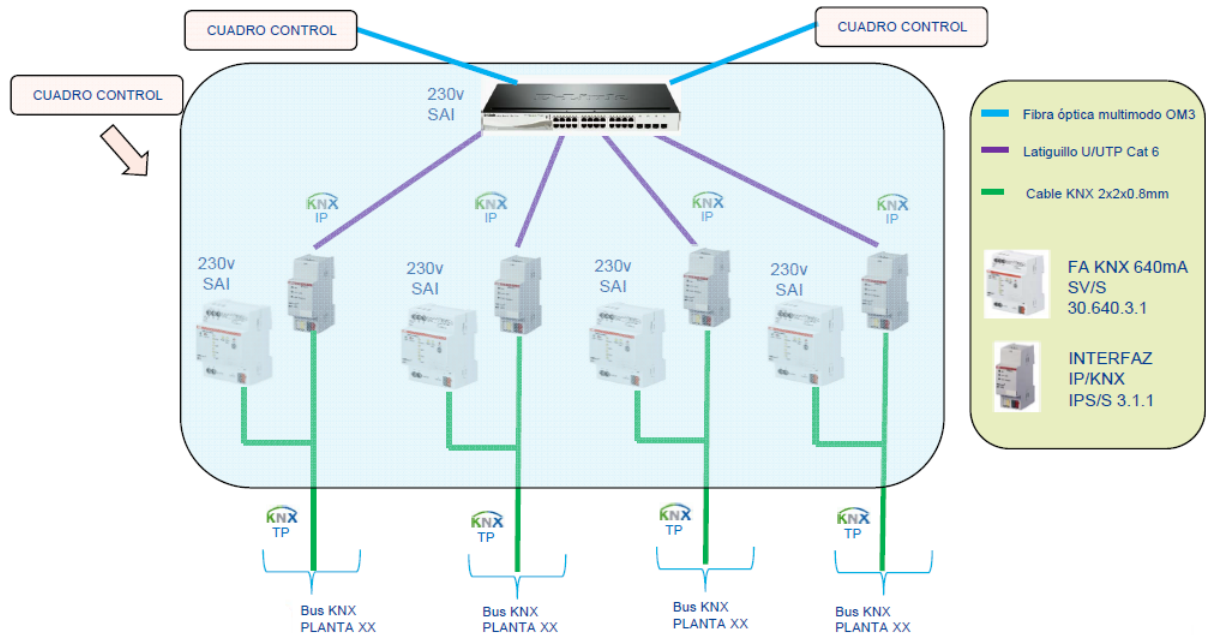 CUADRO CONTROL
CUADRO CONTROL
CUADRO CONTROL
230v
SAI
D-Link
KNX
IP
KNX
IP
KNX
IP
KNX
IP
230v
SAI
230v
SAI
230v
SAI
230v
SAI
KNX
TP
KNX
TP
KNX
TP
KNX
TP
Bus KNX
PLANTA XX
Bus KNX
PLANTA XX
Bus KNX
PLANTA XX
Bus KNX
PLANTA XX
Fibra óptica multimodo OM3
Latiguillo U/UTP Cat 6
Cable KNX 2x2x0.8mm
FA KNX 640mA
SV/S
30.640.3.1
INTERFAZ
IP/KNX
IPS/S 3.1.1